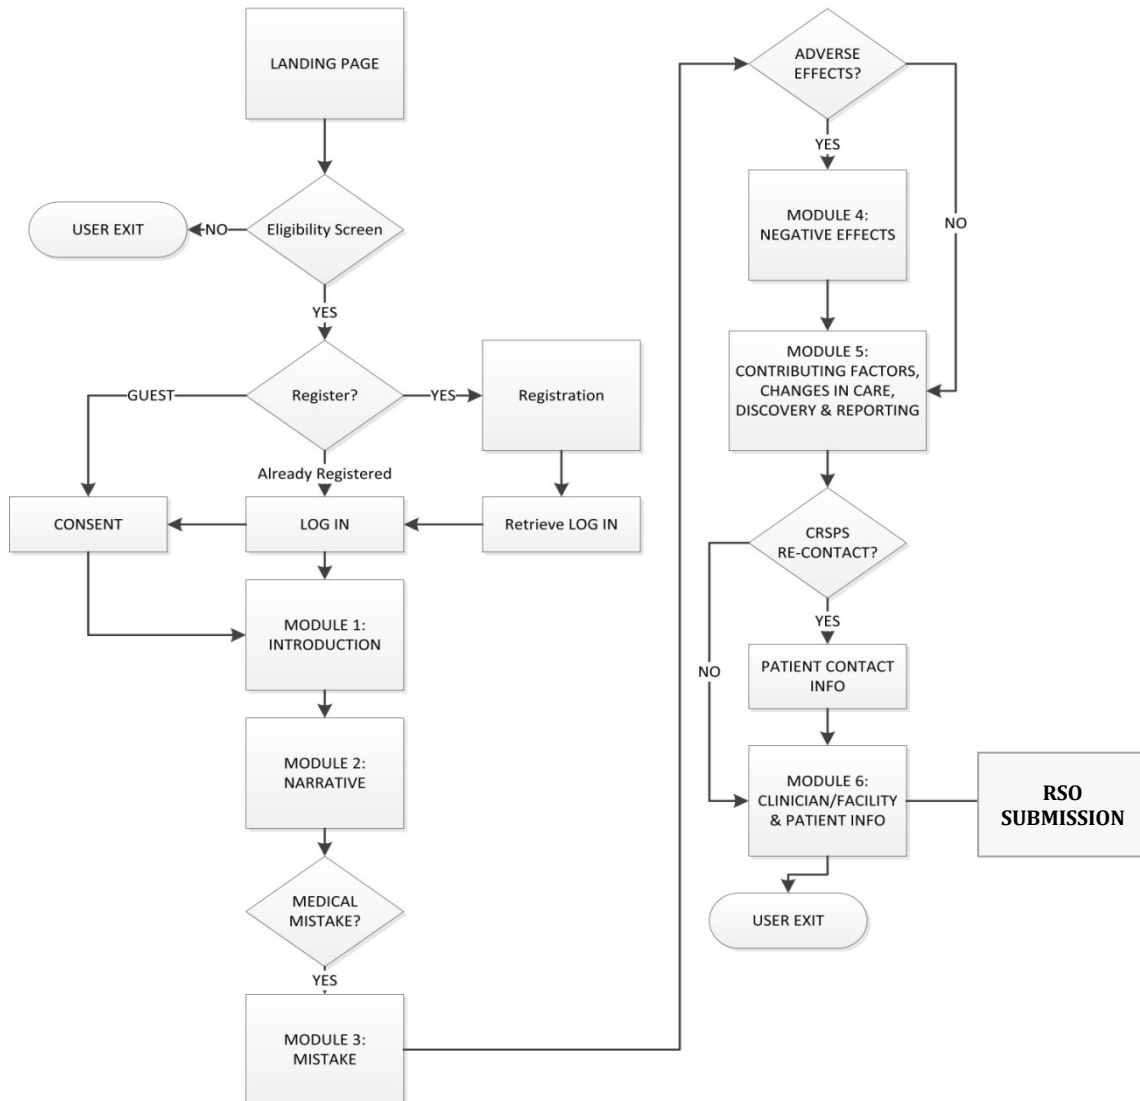 LANDING PAGE
USER EXIT
NO
Eligibility Screen
YES
GUEST
Register?
YES
Registration
Already Registered
CONSENT
LOG IN
Retrieve LOG IN
MODULE 1:
INTRODUCTION
MODULE 2:
NARRATIVE
MEDICAL
MISTAKE?
YES
MODULE 3:
MISTAKE
ADVERSE
EFFECTS?
YES
NO
MODULE 4:
NEGATIVE EFFECTS
MODULE 5:
CONTRIBUTING FACTORS,
CHANGES IN CARE,
DISCOVERY & REPORTING
CRSPS
RE-CONTACT?
YES
NO
PATIENT CONTACT
INFO
MODULE 6:
CLINICIAN/FACILITY
& PATIENT INFO
RSO
SUBMISSION
USER EXIT